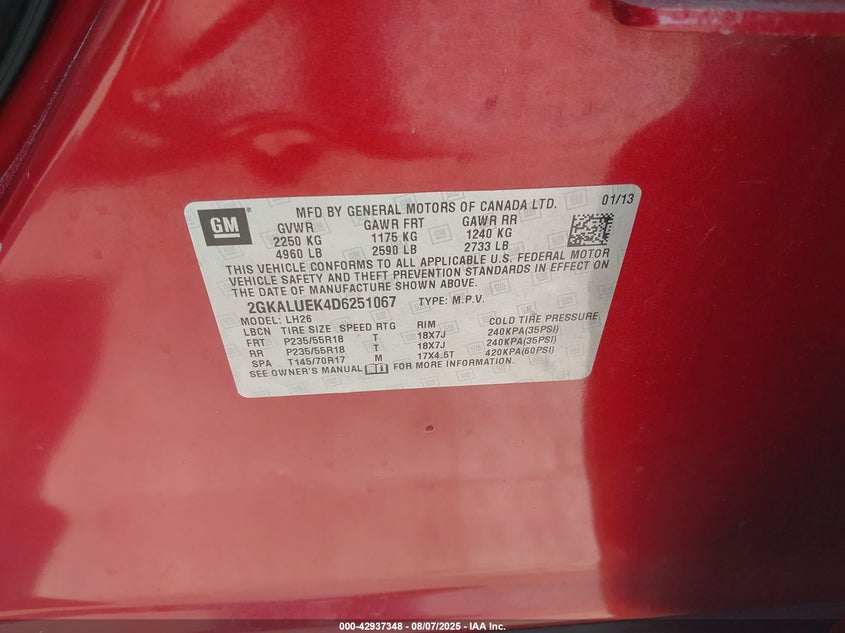 GM ®
MFD BY GENERAL MOTORS OF CANADA LTD. 01/13
GVWR GAWR FRT GAWR RR
2250 KG 1175 KG 1240 KG
4960 LB 2590 LB 2733 LB
THIS VEHICLE CONFORMS TO ALL APPLICABLE U.S. FEDERAL MOTOR
VEHICLE SAFETY AND THEFT PREVENTION STANDARDS IN EFFECT ON
THE DATE OF MANUFACTURE SHOWN ABOVE.
2GKALUEK4D6251067 TYPE: M.P.V.
MODEL: LH26
LBCN TIRE SIZE SPEED RTG RIM COLD TIRE PRESSURE
FRT P235/55R18 T 18X7J 240KPA(35PSI)
RR P235/55R18 T 18X7J 240KPA(35PSI)
SPA T145/70R17 M 17X4.5T 420KPA(60PSI)
SEE OWNER'S MANUAL FOR MORE INFORMATION.
000-42937348 | 08/07/2025 | IAA Inc.